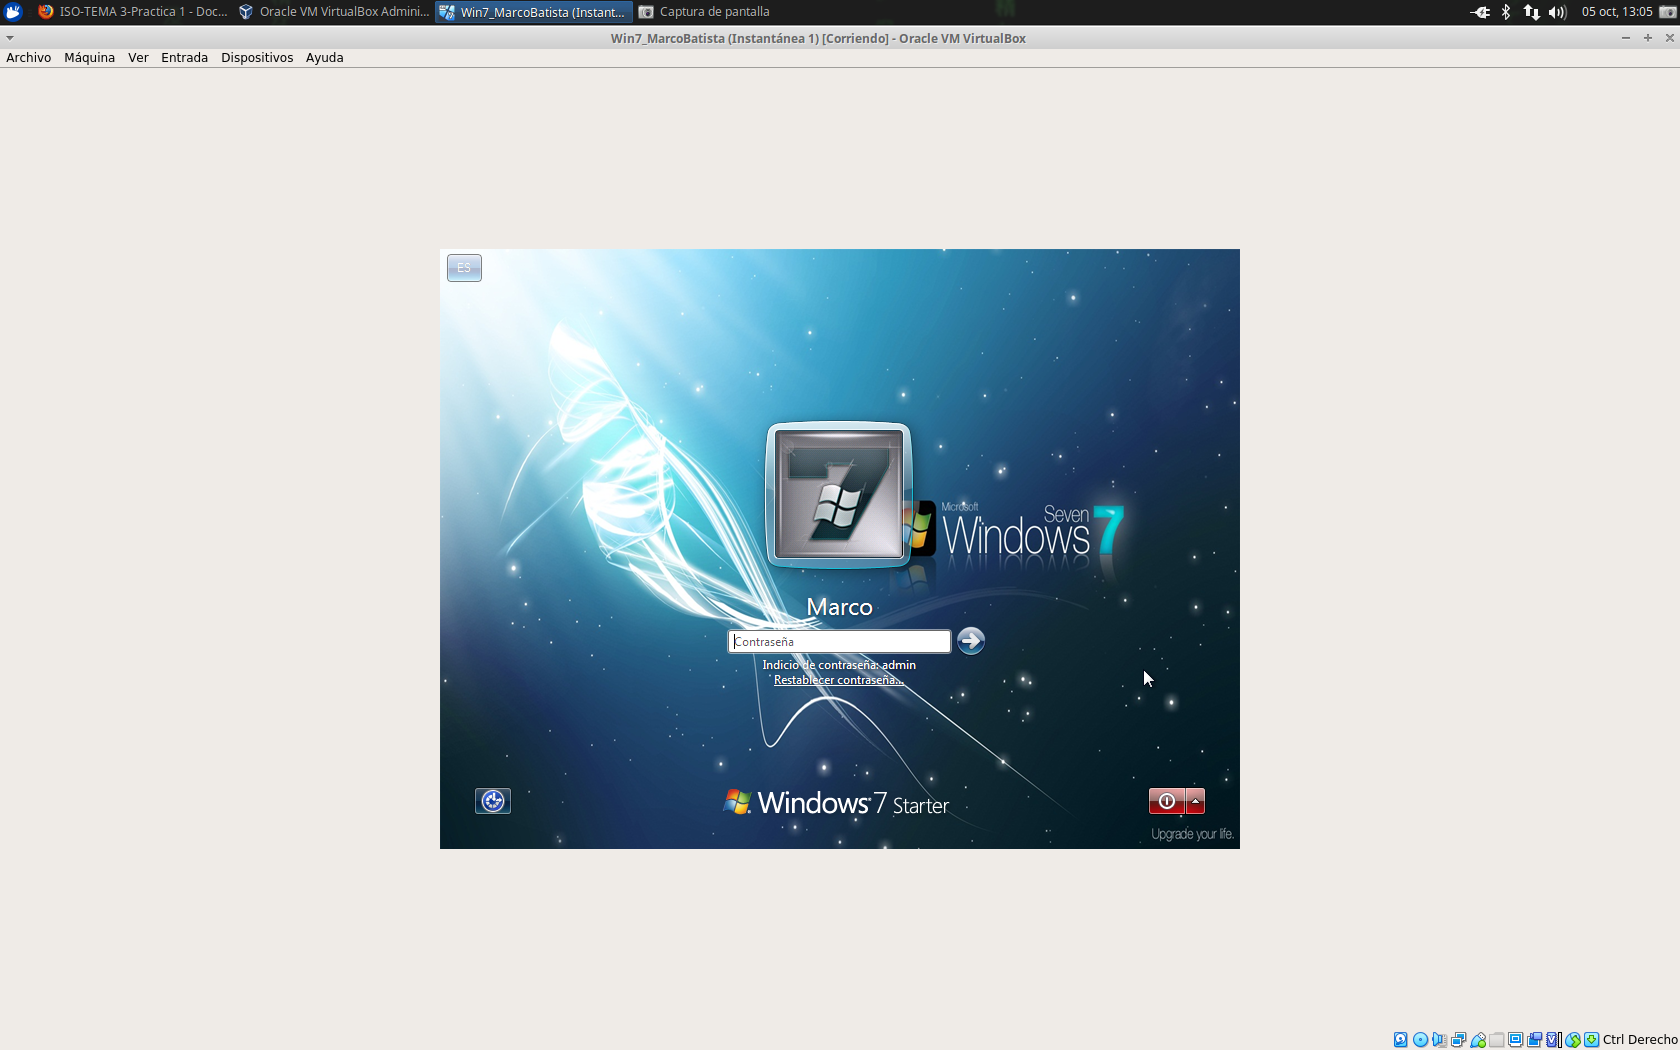 ISO-TEMA 3-Practica 1 - Doc...
Oracle VM VirtualBox Admini...
Win7_MarcoBatista (Instant...
Captura de pantalla
05 oct, 13:05
Win7_MarcoBatista (Instantánea 1) [Corriendo] - Oracle VM VirtualBox
Archivo Máquina Ver Entrada Dispositivos Ayuda
ES
Microsoft
Windows Seven 7
Marco
Contraseña
Indicio de contraseña: admin
Restablecer contraseña...
Windows 7 Starter
Upgrade your life.
Ctrl Derecho